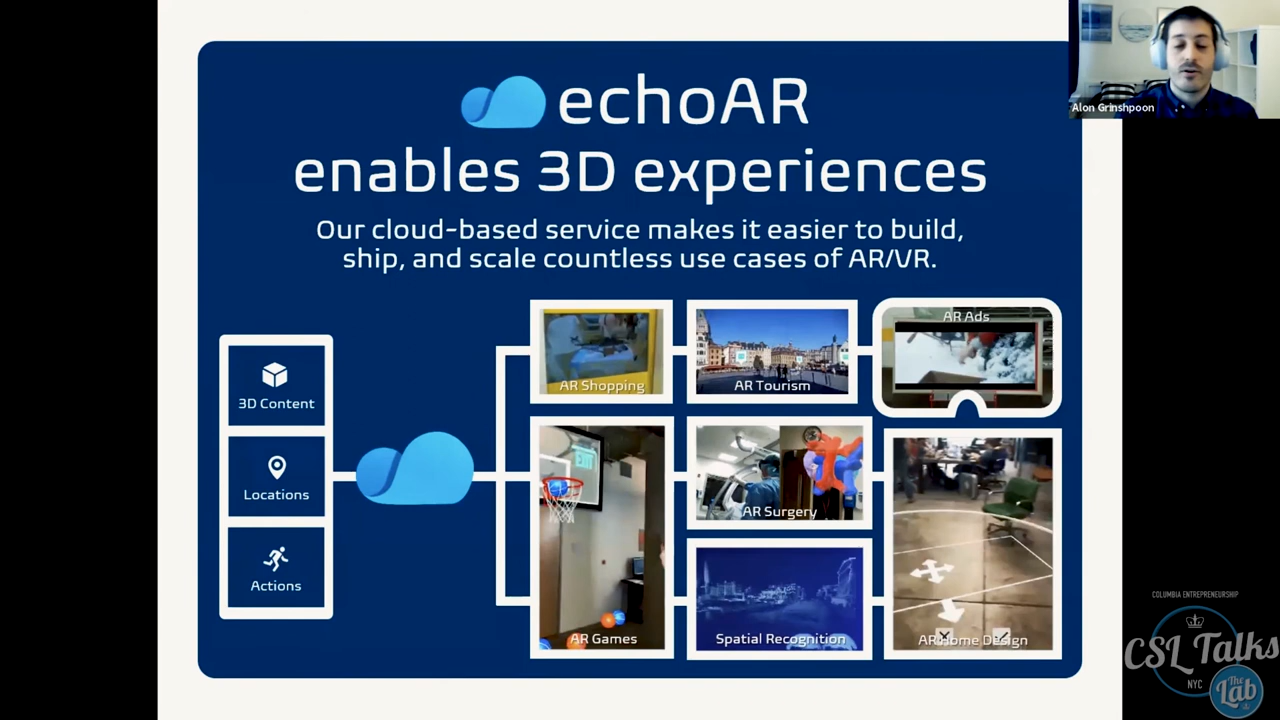 echoAR
enables 3D experiences
Our cloud-based service makes it easier to build,
ship, and scale countless use cases of AR/VR.
3D Content
Locations
Actions
AR Shopping
AR Tourism
AR Ads
EXIT
AR Games
AR Surgery
Spatial Recognition
AR Home Design
Alon Grinshpoon
COLUMBIA ENTREPRENEURSHIP
CSL Talks
NYC
The
Lab